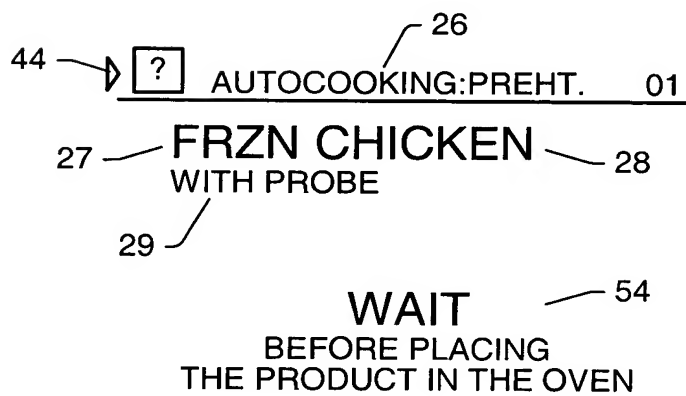 26
44 ? AUTOCOOKING:PREHT. 01
27 FRZN CHICKEN 28
WITH PROBE
29
WAIT 54
BEFORE PLACING
THE PRODUCT IN THE OVEN